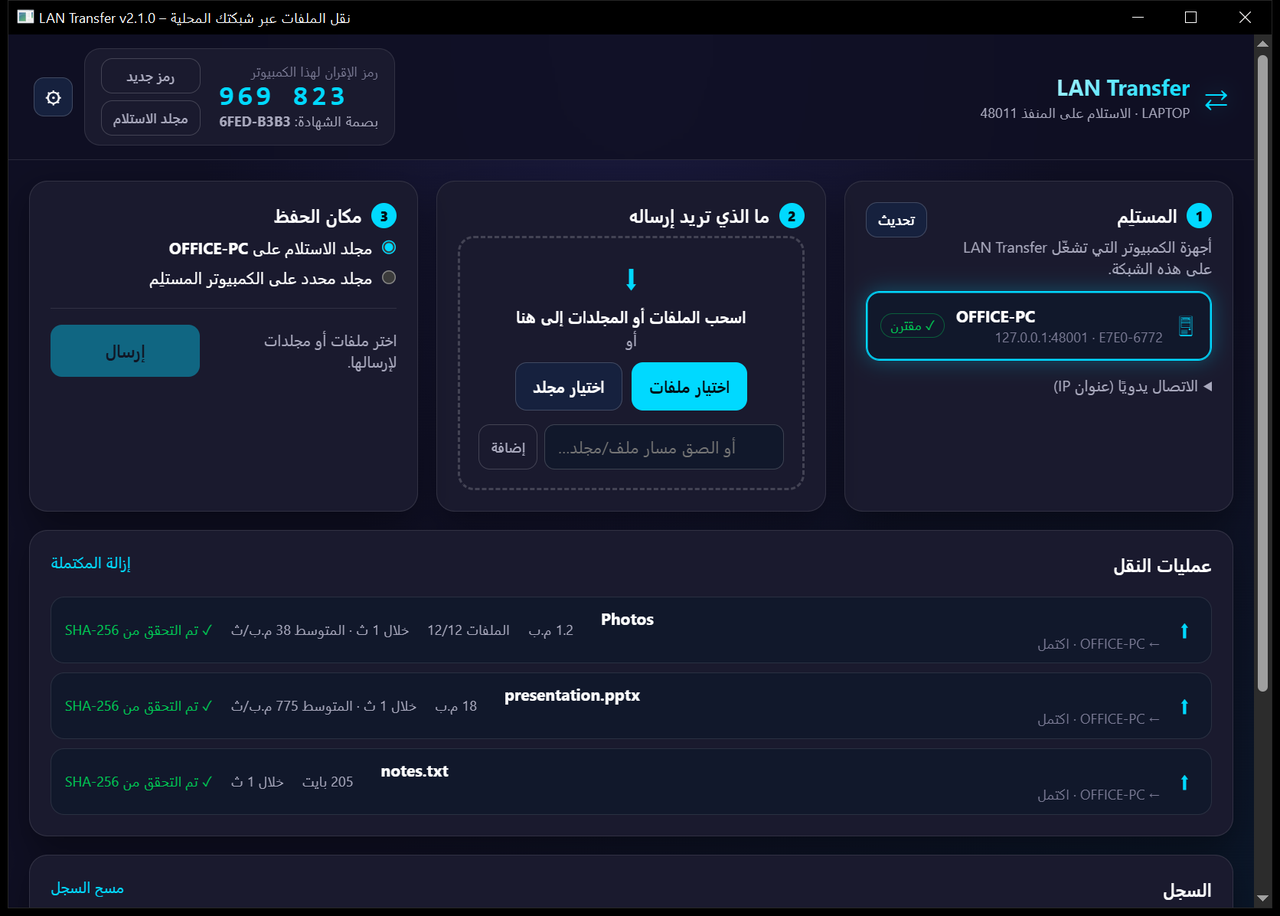 LAN Transfer v2.1.0 – نقل الملفات عبر شبكتك المحلية
LAN Transfer
LAPTOP · الاستلام على المنفذ 48011
رمز الإقران لهذا الكمبيوتر
969 823
بصمة الشهادة: 6FED-B3B3
رمز جديد
مجلد الاستلام
1 المستلِم
تحديث
أجهزة الكمبيوتر التي تشغّل LAN Transfer
على هذه الشبكة.
OFFICE-PC
127.0.0.1:48001 · E7E0-6772
✓ مقترن
◀ الاتصال يدويًا (عنوان IP)
2 ما الذي تريد إرساله
اسحب الملفات أو المجلدات إلى هنا
أو
اختيار ملفات
اختيار مجلد
أو الصق مسار ملف/مجلد...
إضافة
3 مكان الحفظ
مجلد الاستلام على OFFICE-PC
مجلد محدد على الكمبيوتر المستلِم
اختر ملفات أو مجلدات
لإرسالها.
إرسال
عمليات النقل
إزالة المكتملة
Photos
← OFFICE-PC · اكتمل
1.2 م.ب الملفات 12/12 خلال 1 ث · المتوسط 38 م.ب/ث ✓ تم التحقق من SHA-256
presentation.pptx
← OFFICE-PC · اكتمل
18 م.ب خلال 1 ث · المتوسط 775 م.ب/ث ✓ تم التحقق من SHA-256
notes.txt
← OFFICE-PC · اكتمل
205 بايت خلال 1 ث ✓ تم التحقق من SHA-256
السجل
مسح السجل